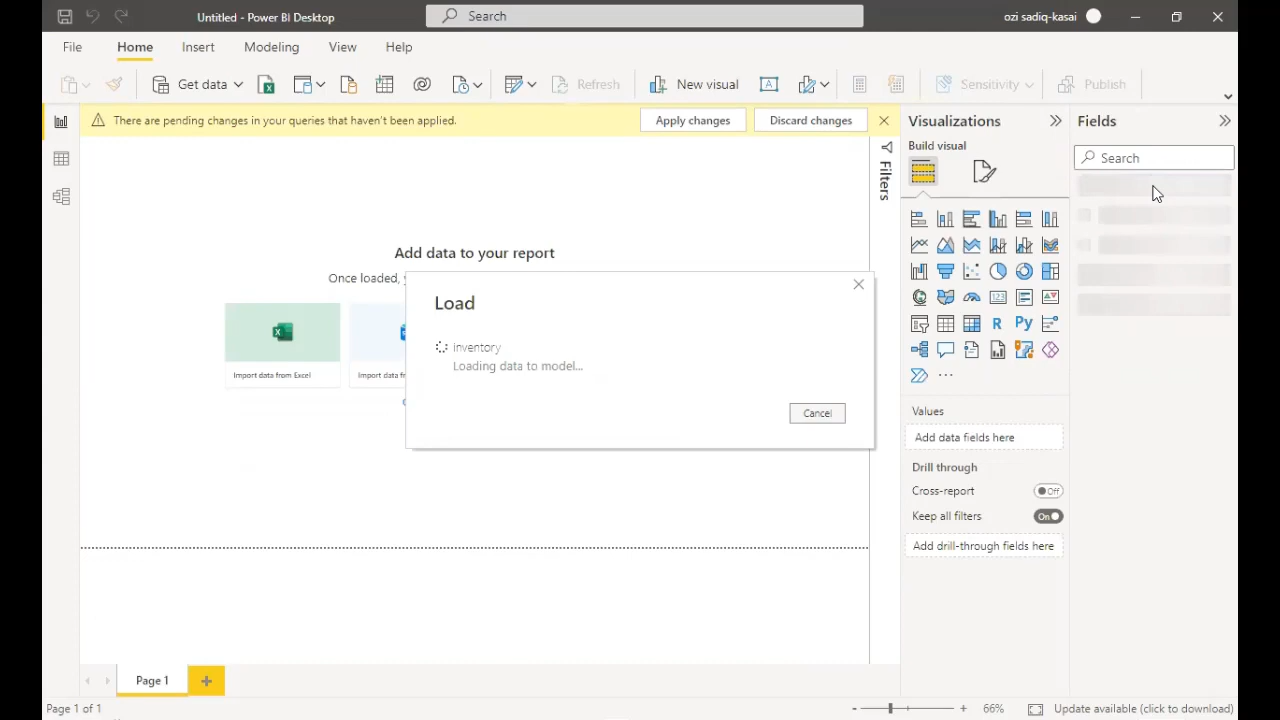 Untitled - Power BI Desktop
Search
ozi sadiq-kasai
File Home Insert Modeling View Help
Get data
Refresh
New visual
Sensitivity
Publish
There are pending changes in your queries that haven't been applied.
Apply changes
Discard changes
Visualizations
Fields
Build visual
Search
Filters
Add data to your report
Once loaded,
Import data from Excel
Import data from
Load
inventory
Loading data to model...
Cancel
R
Py
123
Values
Add data fields here
Drill through
Cross-report
Off
Keep all filters
On
Add drill-through fields here
Page 1
Page 1 of 1
66%
Update available (click to download)